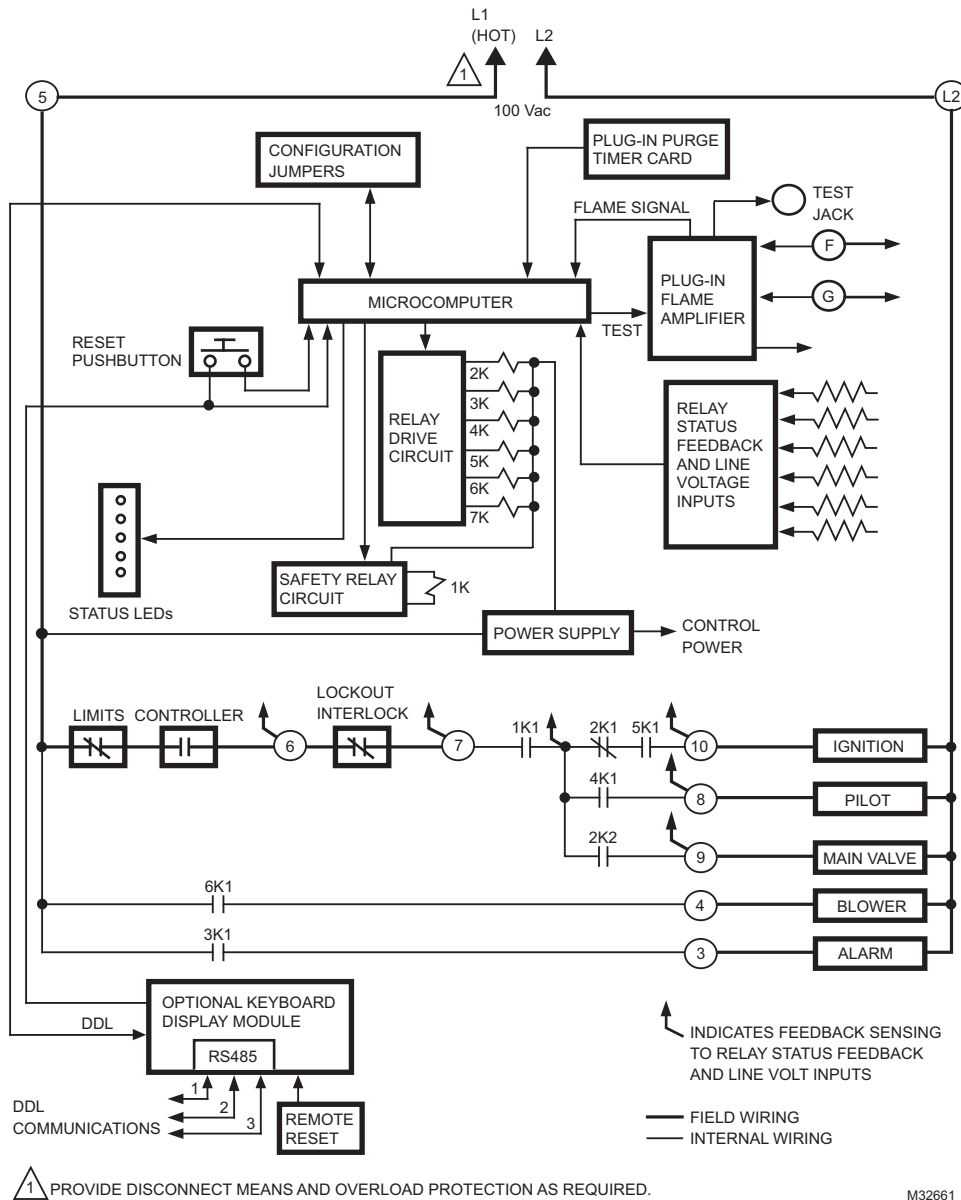 L1
(HOT)
L2
1
5
L2
100 Vac
CONFIGURATION
JUMPERS
PLUG-IN PURGE
TIMER CARD
TEST
JACK
FLAME SIGNAL
F
PLUG-IN
FLAME
AMPLIFIER
G
MICROCOMPUTER
TEST
RESET
PUSHBUTTON
RELAY
DRIVE
CIRCUIT
2K
3K
4K
5K
6K
7K
RELAY
STATUS
FEEDBACK
AND LINE
VOLTAGE
INPUTS
STATUS LEDs
SAFETY RELAY
CIRCUIT
1K
POWER SUPPLY
CONTROL
POWER
LIMITS
CONTROLLER
LOCKOUT
INTERLOCK
6
7
1K1
2K1
5K1
10
IGNITION
4K1
8
PILOT
2K2
9
MAIN VALVE
6K1
4
BLOWER
3K1
3
ALARM
OPTIONAL KEYBOARD
DISPLAY MODULE
DDL
RS485
1
2
3
DDL
COMMUNICATIONS
REMOTE
RESET
INDICATES FEEDBACK SENSING
TO RELAY STATUS FEEDBACK
AND LINE VOLT INPUTS
FIELD WIRING
INTERNAL WIRING
1 PROVIDE DISCONNECT MEANS AND OVERLOAD PROTECTION AS REQUIRED.
M32661